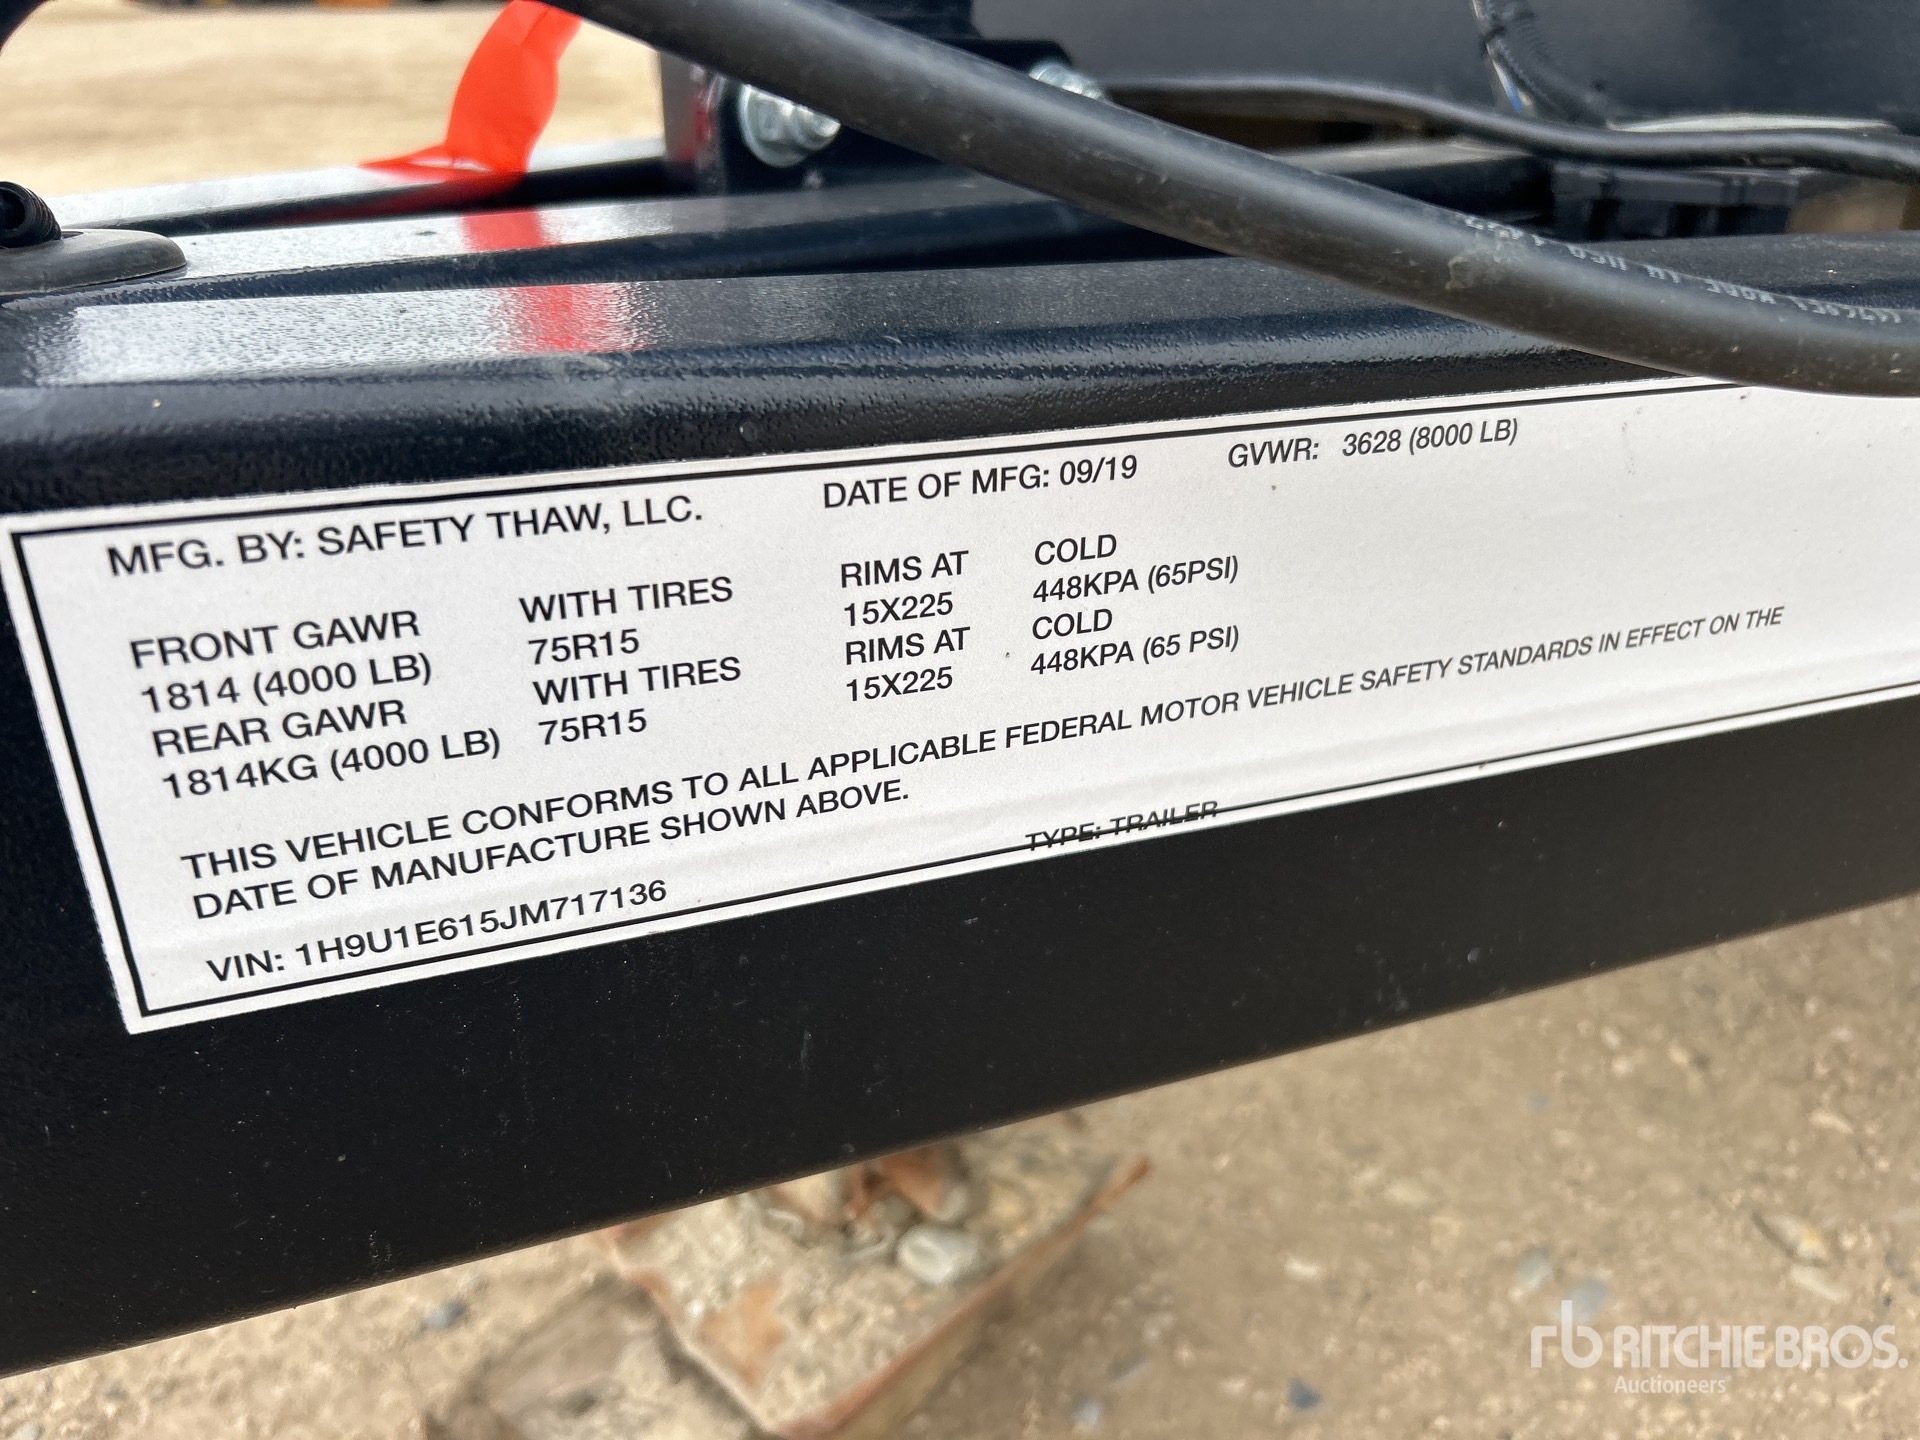 MFG. BY: SAFETY THAW, LLC. DATE OF MFG: 09/19 GVWR: 3628 (8000 LB)
FRONT GAWR WITH TIRES RIMS AT COLD
1814 (4000 LB) 75R15 15X225 448KPA (65PSI)
REAR GAWR WITH TIRES RIMS AT COLD
1814KG (4000 LB) 75R15 15X225 448KPA (65 PSI)
THIS VEHICLE CONFORMS TO ALL APPLICABLE FEDERAL MOTOR VEHICLE SAFETY STANDARDS IN EFFECT ON THE
DATE OF MANUFACTURE SHOWN ABOVE.
VIN: 1H9U1E615JM717136 TYPE: TRAILER
rb RITCHIE BROS.
Auctioneers